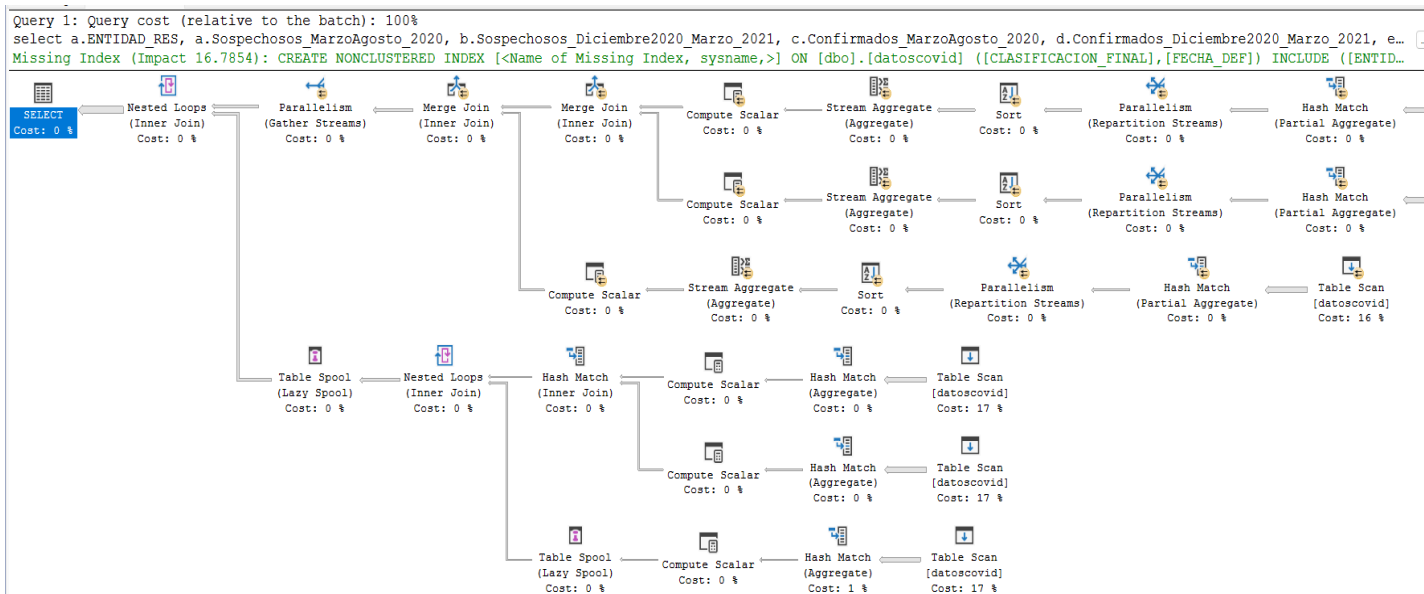 Query 1: Query cost (relative to the batch): 100%
select a.ENTIDAD_RES, a.Sospechosos_MarzoAgosto_2020, b.Sospechosos_Diciembre2020_Marzo_2021, c.Confirmados_MarzoAgosto_2020, d.Confirmados_Diciembre2020_Marzo_2021, e…
Missing Index (Impact 16.7854): CREATE NONCLUSTERED INDEX [<Name of Missing Index, sysname,>] ON [dbo].[datoscovid] ([CLASIFICACION_FINAL],[FECHA_DEF]) INCLUDE ([ENTID…
SELECT
Cost: 0 %
Nested Loops
(Inner Join)
Cost: 0 %
Parallelism
(Gather Streams)
Cost: 0 %
Merge Join
(Inner Join)
Cost: 0 %
Merge Join
(Inner Join)
Cost: 0 %
Compute Scalar
Cost: 0 %
Stream Aggregate
(Aggregate)
Cost: 0 %
Sort
Cost: 0 %
Parallelism
(Repartition Streams)
Cost: 0 %
Hash Match
(Partial Aggregate)
Cost: 0 %
Compute Scalar
Cost: 0 %
Stream Aggregate
(Aggregate)
Cost: 0 %
Sort
Cost: 0 %
Parallelism
(Repartition Streams)
Cost: 0 %
Hash Match
(Partial Aggregate)
Cost: 0 %
Compute Scalar
Cost: 0 %
Stream Aggregate
(Aggregate)
Cost: 0 %
Sort
Cost: 0 %
Parallelism
(Repartition Streams)
Cost: 0 %
Hash Match
(Partial Aggregate)
Cost: 0 %
Table Scan
[datoscovid]
Cost: 16 %
Table Spool
(Lazy Spool)
Cost: 0 %
Nested Loops
(Inner Join)
Cost: 0 %
Hash Match
(Inner Join)
Cost: 0 %
Compute Scalar
Cost: 0 %
Hash Match
(Aggregate)
Cost: 0 %
Table Scan
[datoscovid]
Cost: 17 %
Compute Scalar
Cost: 0 %
Hash Match
(Aggregate)
Cost: 0 %
Table Scan
[datoscovid]
Cost: 17 %
Table Spool
(Lazy Spool)
Cost: 0 %
Compute Scalar
Cost: 0 %
Hash Match
(Aggregate)
Cost: 1 %
Table Scan
[datoscovid]
Cost: 17 %